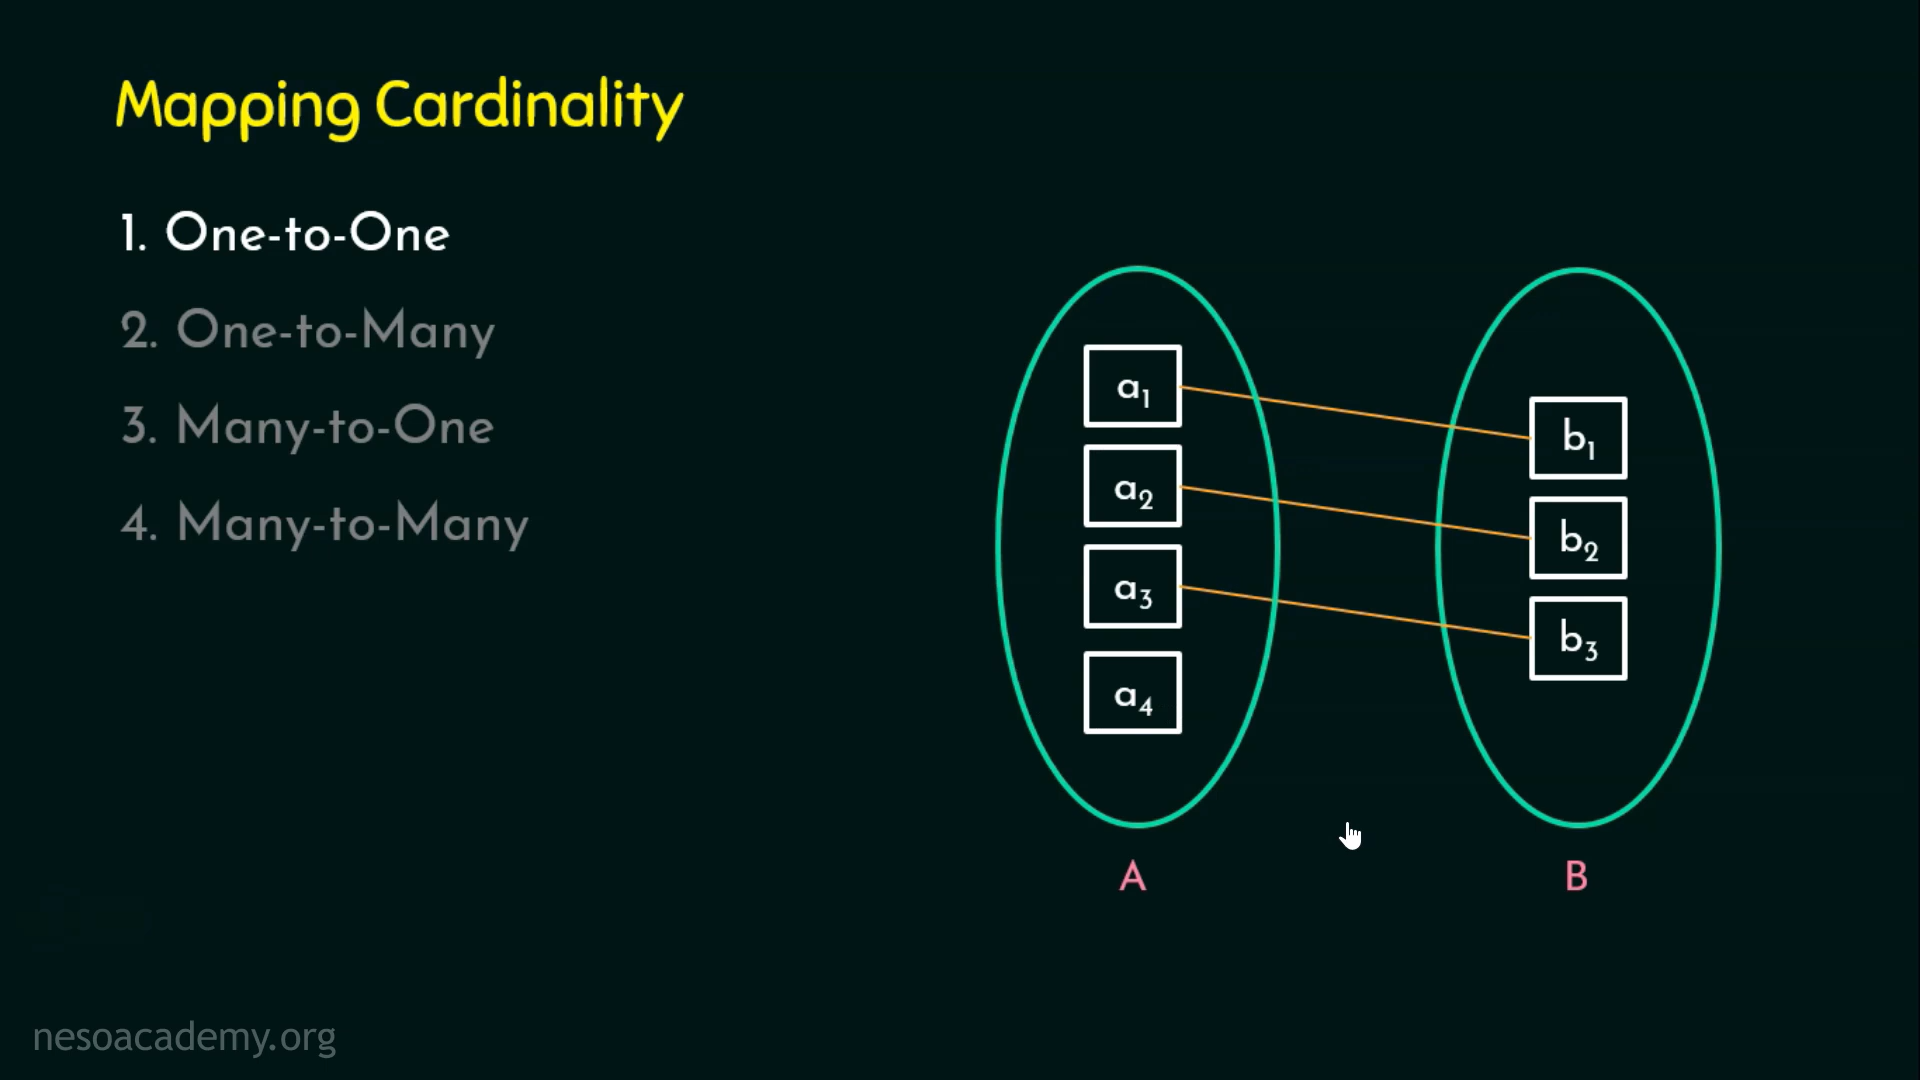 Mapping Cardinality
1. One-to-One
2. One-to-Many
3. Many-to-One
4. Many-to-Many
a1
a2
a3
a4
b1
b2
b3
A
B
nesoacademy.org